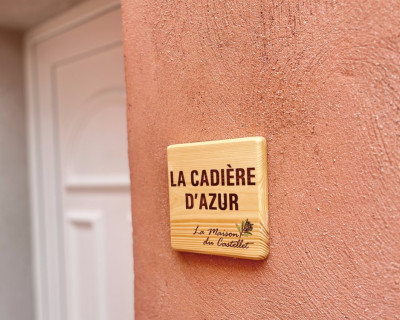 LA CADIÈRE
D'AZUR
La Maison
du Castellet